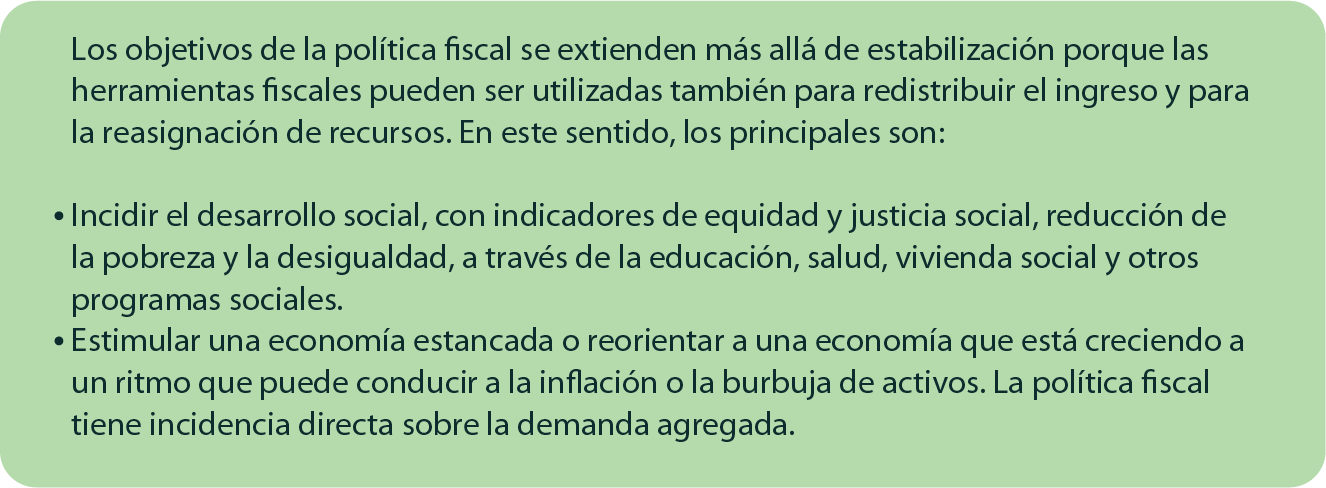 Los objetivos de la política fiscal se extienden más allá de estabilización porque las
herramientas fiscales pueden ser utilizadas también para redistribuir el ingreso y para
la reasignación de recursos. En este sentido, los principales son:
• Incidir el desarrollo social, con indicadores de equidad y justicia social, reducción de
la pobreza y la desigualdad, a través de la educación, salud, vivienda social y otros
programas sociales.
• Estimular una economía estancada o reorientar a una economía que está creciendo a
un ritmo que puede conducir a la inflación o la burbuja de activos. La política fiscal
tiene incidencia directa sobre la demanda agregada.